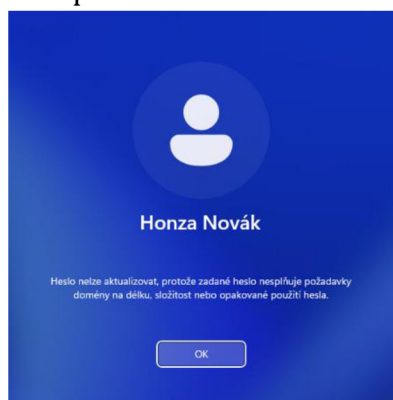 Honza Novák
Heslo nelze aktualizovat, protože zadané heslo nesplňuje požadavky
domény na délku, složitost nebo opakované použití hesla.
OK